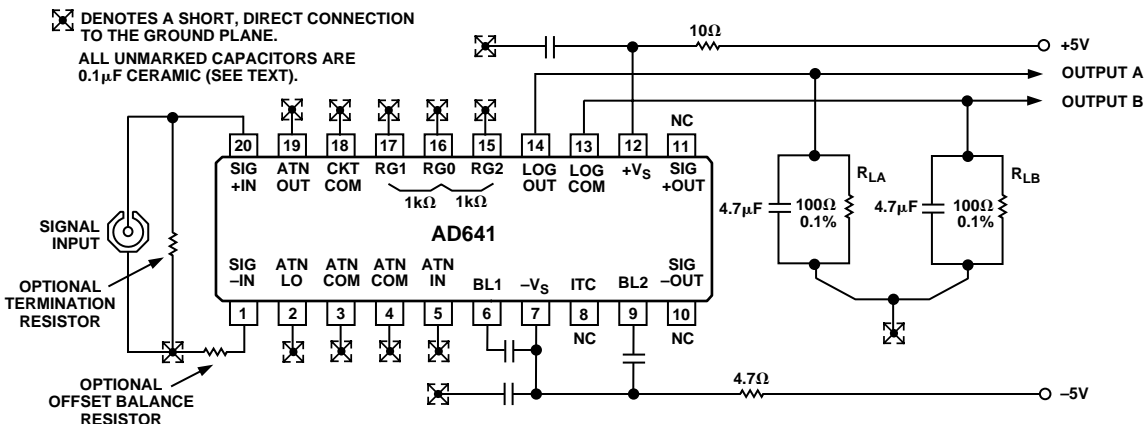 DENOTES A SHORT, DIRECT CONNECTION
TO THE GROUND PLANE.
ALL UNMARKED CAPACITORS ARE
0.1μF CERAMIC (SEE TEXT).
10Ω
+5V
OUTPUT A
OUTPUT B
NC
20 19 18 17 16 15 14 13 12 11
SIG +IN
ATN OUT
CKT COM
RG1
RG0
RG2
LOG OUT
LOG COM
+VS
SIG +OUT
1kΩ 1kΩ
AD641
SIG –IN
ATN LO
ATN COM
ATN COM
ATN IN
BL1
–VS
ITC
BL2
SIG –OUT
1 2 3 4 5 6 7 8 9 10
NC
NC
SIGNAL
INPUT
OPTIONAL
TERMINATION
RESISTOR
OPTIONAL
OFFSET BALANCE
RESISTOR
RLA
4.7μF
100Ω
0.1%
RLB
4.7μF
100Ω
0.1%
4.7Ω
–5V